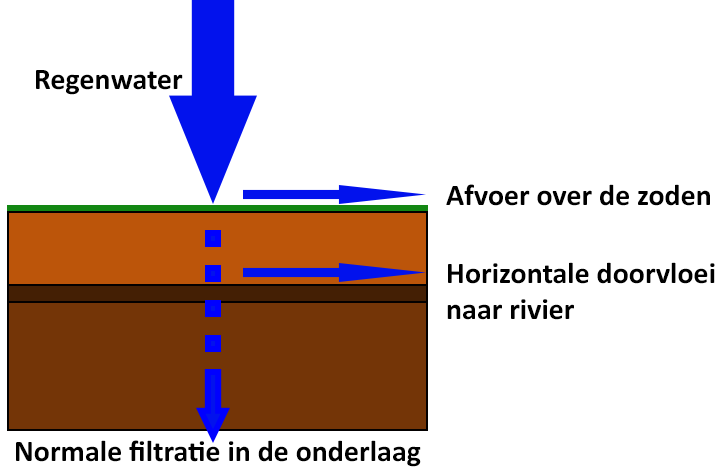 Regenwater
Afvoer over de zoden
Horizontale doorvloei
naar rivier
Normale filtratie in de onderlaag